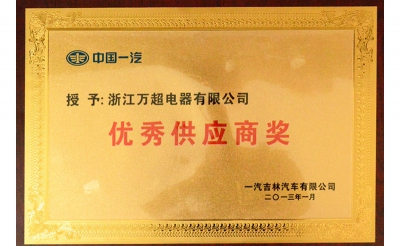 中国一汽
授 予:浙江万超电器有限公司
优秀供应商奖
一汽吉林汽车有限公司
二〇一三年一月